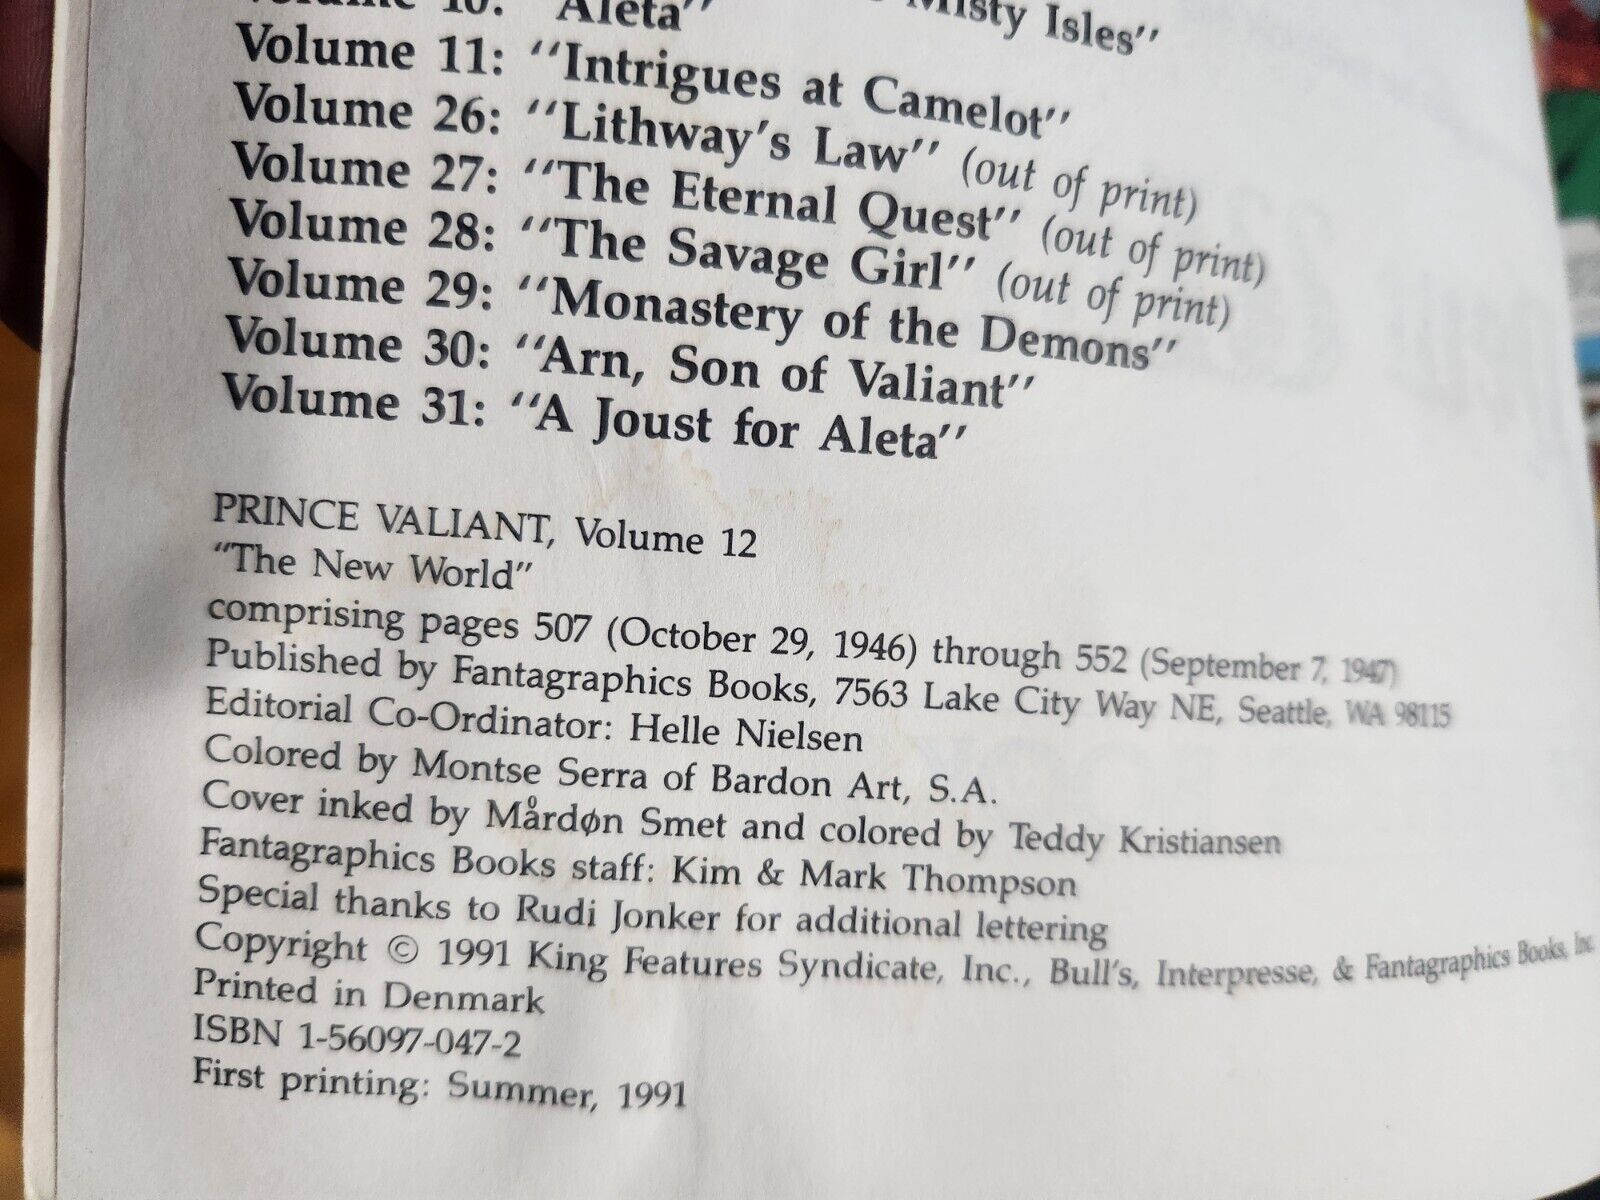 Volume 10: "Aleta"
Misty Isles"
Volume 11: "Intrigues at Camelot"
Volume 26: "Lithway's Law" (out of print)
Volume 27: "The Eternal Quest" (out of print)
Volume 28: "The Savage Girl" (out of print)
Volume 29: "Monastery of the Demons"
Volume 30: "Arn, Son of Valiant"
Volume 31: "A Joust for Aleta"
PRINCE VALIANT, Volume 12
"The New World"
comprising pages 507 (October 29, 1946) through 552 (September 7, 1947)
Published by Fantagraphics Books, 7563 Lake City Way NE, Seattle, WA 98115
Editorial Co-Ordinator: Helle Nielsen
Colored by Montse Serra of Bardon Art, S.A.
Cover inked by Mårdøn Smet and colored by Teddy Kristiansen
Fantagraphics Books staff: Kim & Mark Thompson
Special thanks to Rudi Jonker for additional lettering
Copyright © 1991 King Features Syndicate, Inc., Bull's, Interpresse, & Fantagraphics Books, Inc
Printed in Denmark
ISBN 1-56097-047-2
First printing: Summer, 1991